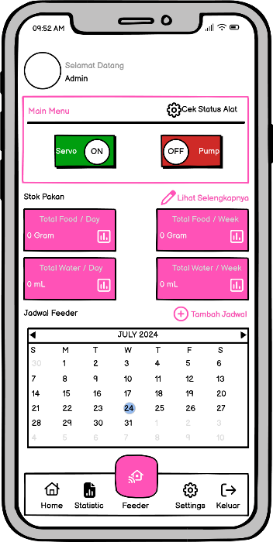 09:52 AM
Selamat Datang
Admin
Main Menu
Cek Status Alat
Servo ON
OFF Pump
Stok Pakan
Lihat Selengkapnya
Total Food / Day
0 Gram
Total Food / Week
0 Gram
Total Water / Day
0 mL
Total Water / Week
0 mL
Jadwal Feeder
Tambah Jadwal
JULY 2024
S M T W T F S
30 1 2 3 4 5 6
7 8 9 10 11 12 13
14 15 16 17 18 19 20
21 22 23 24 25 26 27
28 29 30 31 1 2 3
4 5 6 7 8 9 10
Home Statistic Feeder Settings Keluar